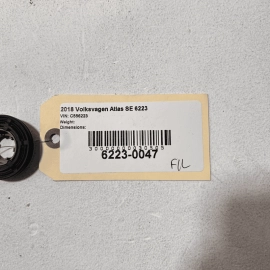 2018 Volkswagen Atlas SE 6223
VIN: C556223
Weight:
Dimensions:
6223-0047
F/L